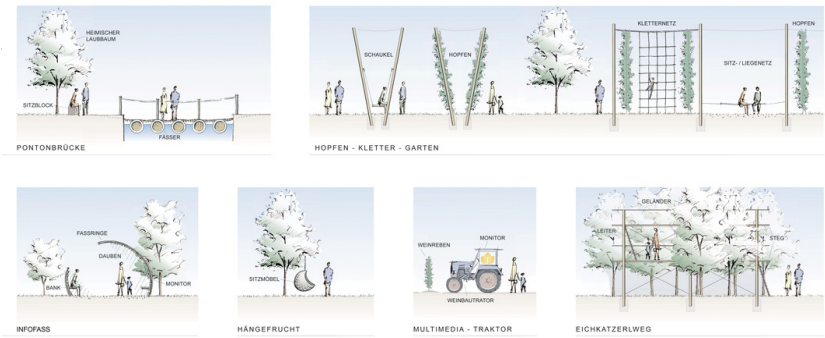 HEIMISCHER
LAUBBAUM
SITZBLOCK
FÄSSER
PONTONBRÜCKE
SCHAUKEL
HOPFEN
KLETTERNETZ
SITZ- / LIEGENETZ
HOPFEN
HOPFEN - KLETTER - GARTEN
FASSRINGE
DAUBEN
BANK
MONITOR
INFOFASS
SITZMÖBEL
HÄNGEFRUCHT
WEINREBEN
MONITOR
WEINBAUTRATOR
MULTIMEDIA - TRAKTOR
GELÄNDER
LEITER
STEG
EICHKATZERLWEG